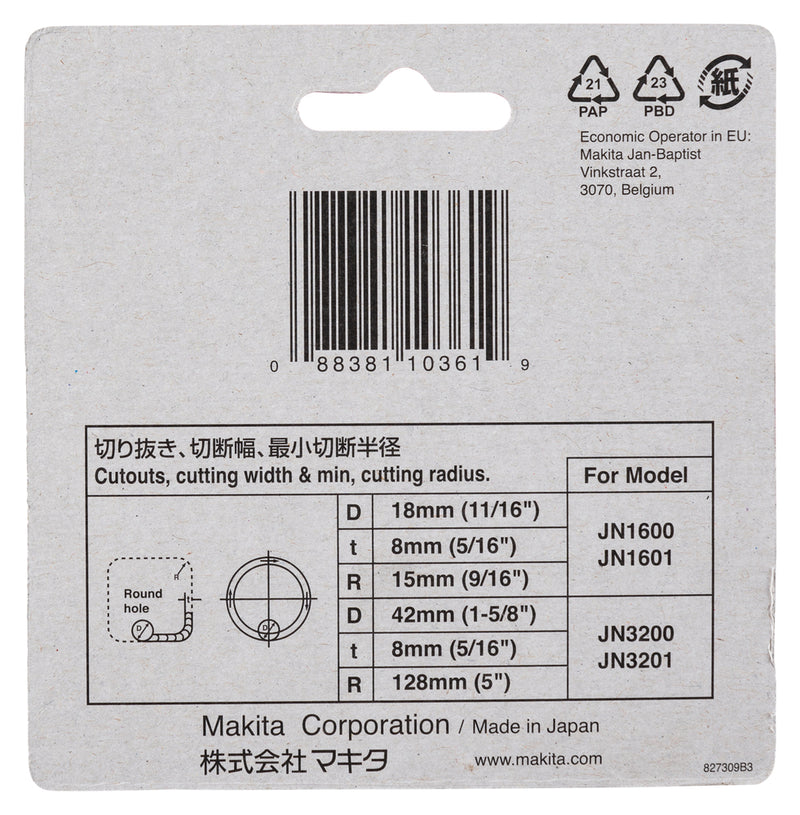 21
PAP
23
PBD
紙
Economic Operator in EU:
Makita Jan-Baptist
Vinkstraat 2,
3070, Belgium
0 88381 10361 9
切り抜き、切断幅、最小切断半径
Cutouts, cutting width & min, cutting radius.
For Model
D 18mm (11/16")
t 8mm (5/16")
R 15mm (9/16")
JN1600
JN1601
D 42mm (1-5/8")
t 8mm (5/16")
R 128mm (5")
JN3200
JN3201
R
Round
hole
t
D
D
Makita Corporation / Made in Japan
株式会社 マキタ www.makita.com
827309B3